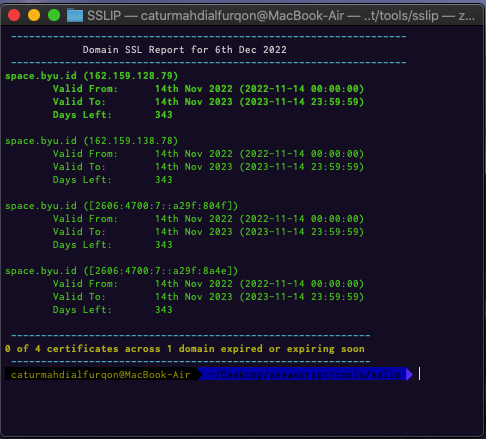 SSLIP — caturmahdialfurqon@MacBook-Air — ..t/tools/sslip — z...
Domain SSL Report for 6th Dec 2022
space.byu.id (162.159.128.79)
Valid From: 14th Nov 2022 (2022-11-14 00:00:00)
Valid To: 14th Nov 2023 (2023-11-14 23:59:59)
Days Left: 343
space.byu.id (162.159.138.78)
Valid From: 14th Nov 2022 (2022-11-14 00:00:00)
Valid To: 14th Nov 2023 (2023-11-14 23:59:59)
Days Left: 343
space.byu.id ([2606:4700:7::a29f:804f])
Valid From: 14th Nov 2022 (2022-11-14 00:00:00)
Valid To: 14th Nov 2023 (2023-11-14 23:59:59)
Days Left: 343
space.byu.id ([2606:4700:7::a29f:8a4e])
Valid From: 14th Nov 2022 (2022-11-14 00:00:00)
Valid To: 14th Nov 2023 (2023-11-14 23:59:59)
Days Left: 343
0 of 4 certificates across 1 domain expired or expiring soon
caturmahdialfurqon@MacBook-Air